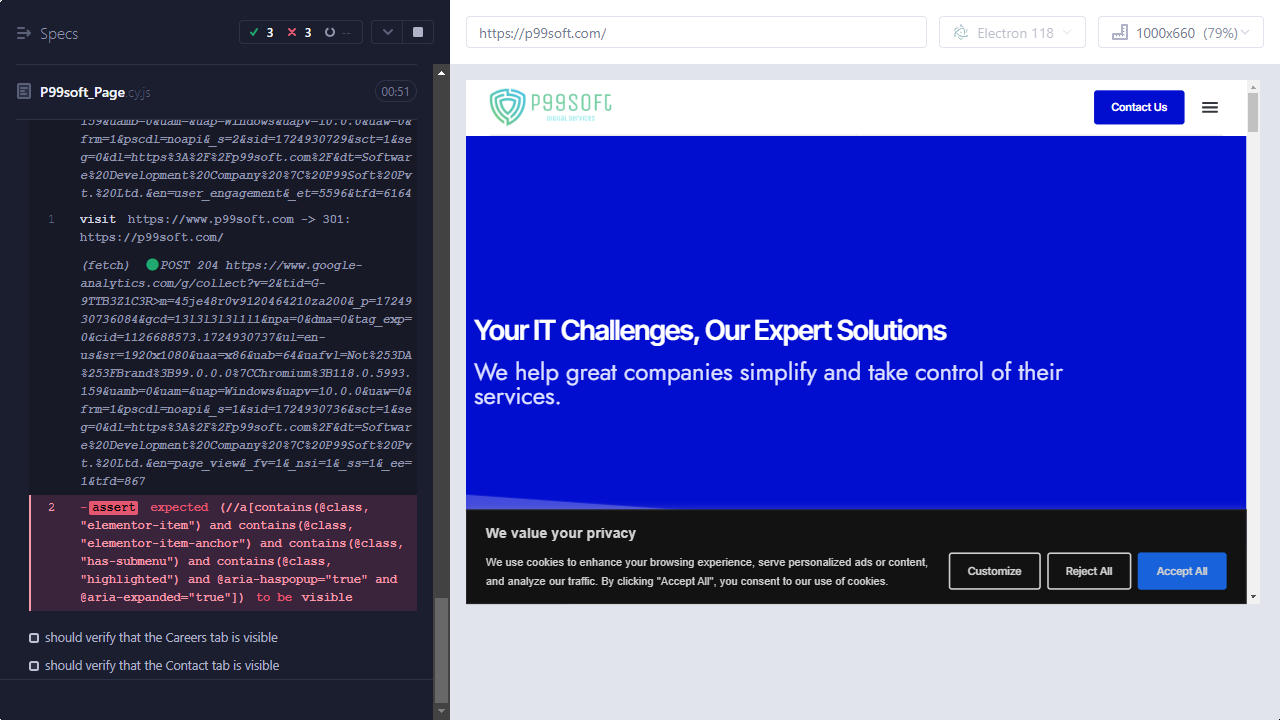 Specs
3
3
--
P99soft_Page.cy.js
00:51
159&uamb=0&uam=&uap=Windows&uapv=10.0.0&uaw=0&
frm=1&pscdl=noapi&_s=2&sid=1724930729&sct=1&se
g=0&dl=https%3A%2F%2Fp99soft.com%2F&dt=Softwar
e%20Development%20Company%20%7C%20P99Soft%20Pv
t.%20Ltd.&en=user_engagement&_et=5596&tfd=6164
1 visit https://www.p99soft.com -> 301:
https://p99soft.com/
(fetch) POST 204 https://www.google-
analytics.com/g/collect?v=2&tid=G-
9TTB3Z1C3R>m=45je48r0v9120464210za200&_p=17249
30736084&gcd=13l3l3l3l1l1&npa=0&dma=0&tag_exp=
0&cid=1126688573.1724930737&ul=en-
us&sr=1920x1080&uaa=x86&uab=64&uafvl=Not%253DA
%253FBrand%3B99.0.0.0%7CChromium%3B118.0.5993.
159&uamb=0&uam=&uap=Windows&uapv=10.0.0&uaw=0&
frm=1&pscdl=noapi&_s=1&sid=1724930736&sct=1&se
g=0&dl=https%3A%2F%2Fp99soft.com%2F&dt=Softwar
e%20Development%20Company%20%7C%20P99Soft%20Pv
t.%20Ltd.&en=page_view&_fv=1&_nsi=1&_ss=1&_ee=
1&tfd=867
2 -assert expected (//a[contains(@class,
"elementor-item") and contains(@class,
"elementor-item-anchor") and contains(@class,
"has-submenu") and contains(@class,
"highlighted") and @aria-haspopup="true" and
@aria-expanded="true"]) to be visible
should verify that the Careers tab is visible
should verify that the Contact tab is visible
https://p99soft.com/
Electron 118
1000x660 (79%)
P99SOFT
DIGITAL SERVICES
Contact Us
Your IT Challenges, Our Expert Solutions
We help great companies simplify and take control of their
services.
We value your privacy
We use cookies to enhance your browsing experience, serve personalized ads or content,
and analyze our traffic. By clicking "Accept All", you consent to our use of cookies.
Customize
Reject All
Accept All